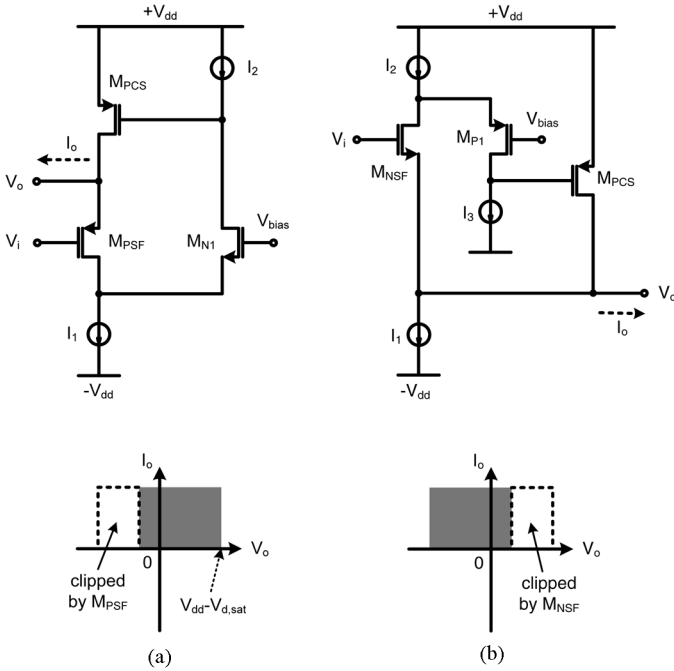 +Vdd
I2
MPCS
Io
Vo
Vi
MPSF
MN1
Vbias
I1
-Vdd
Io
Vo
0
clipped
by MPSF
Vdd-Vd,sat
(a)
+Vdd
I2
Vi
MNSF
MP1
Vbias
MPCS
I3
Vo
Io
I1
-Vdd
Io
Vo
0
clipped
by MNSF
(b)